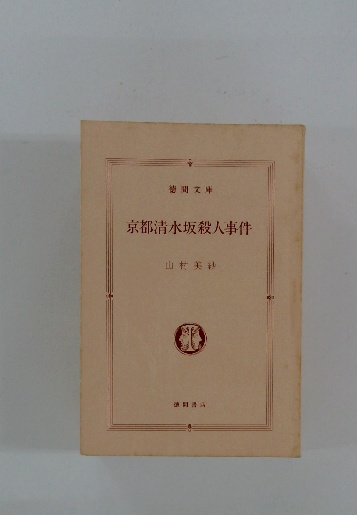 徳間文庫
京都清水坂殺人事件
山村美紗
徳間書店